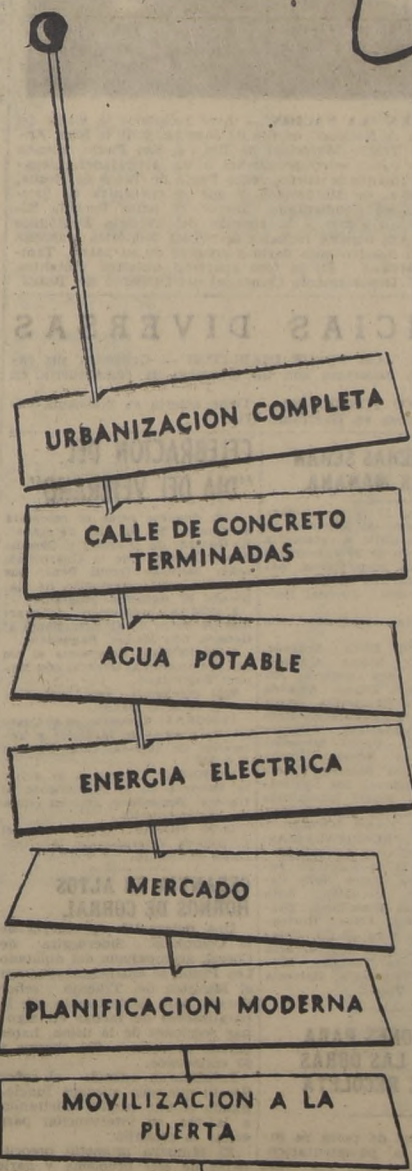 URBANIZACION COMPLETA
CALLE DE CONCRETO
TERMINADAS
AGUA POTABLE
ENERGIA ELECTRICA
MERCADO
PLANIFICACION MODERNA
MOVILIZACION A LA
PUERTA